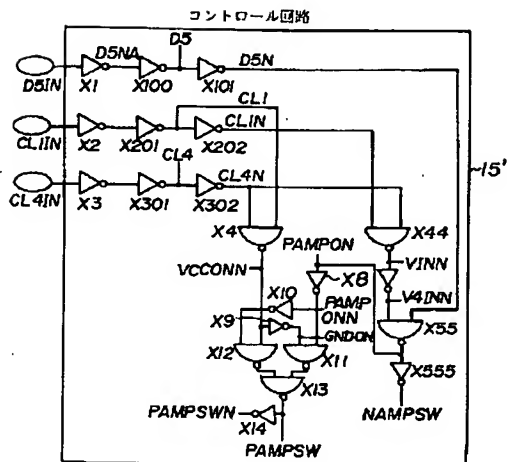 コントロール回路
D5
D5NA
D5N
D5IN
X1
X100
X101
CL1
CL1N
CL1IN
X2
X201
X202
CL4
CL4N
15'
CL4IN
X3
X301
X302
X4
X44
PAMPON
VINN
X8
VCCONN
X10
PAMP
ONN
V4INN
X9
GNDON
X55
X12
X11
X13
X555
PAMPSWN
X14
NAMPSW
PAMPSW